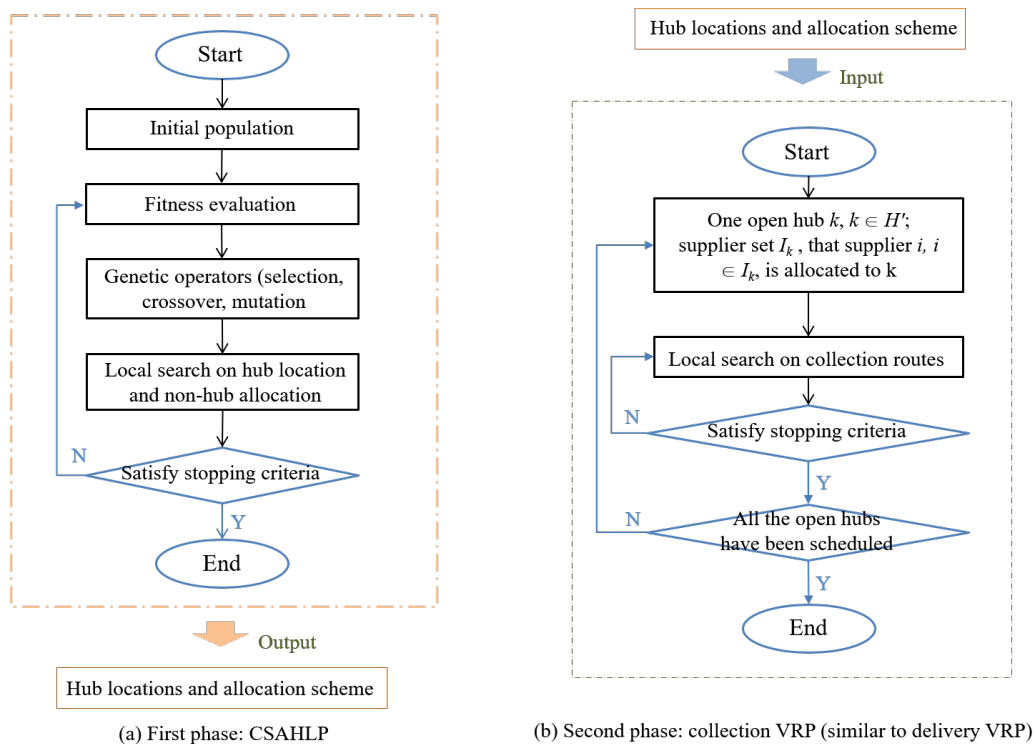 Start
Initial population
Fitness evaluation
Genetic operators (selection,
crossover, mutation
Local search on hub location
and non-hub allocation
N
Satisfy stopping criteria
Y
End
Output
Hub locations and allocation scheme
(a) First phase: CSAHLP
Hub locations and allocation scheme
Input
Start
One open hub k, k ∈ H′;
supplier set Iₖ , that supplier i, i
∈ Iₖ, is allocated to k
Local search on collection routes
N
Satisfy stopping criteria
Y
N
All the open hubs
have been scheduled
Y
End
(b) Second phase: collection VRP (similar to delivery VRP)